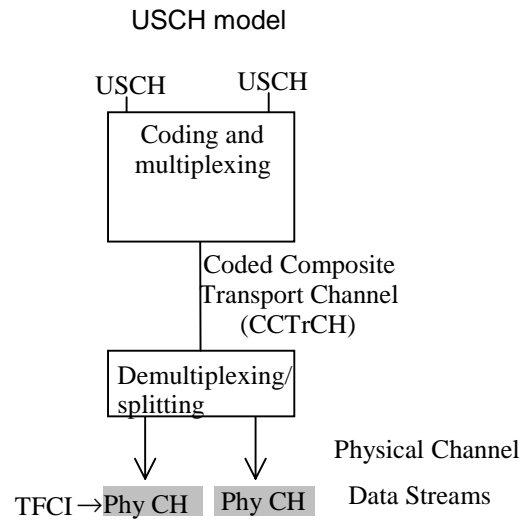 USCH model
USCH USCH
Coding and
multiplexing
Coded Composite
Transport Channel
(CCTrCH)
Demultiplexing/
splitting
Physical Channel
TFCI → Phy CH Phy CH Data Streams